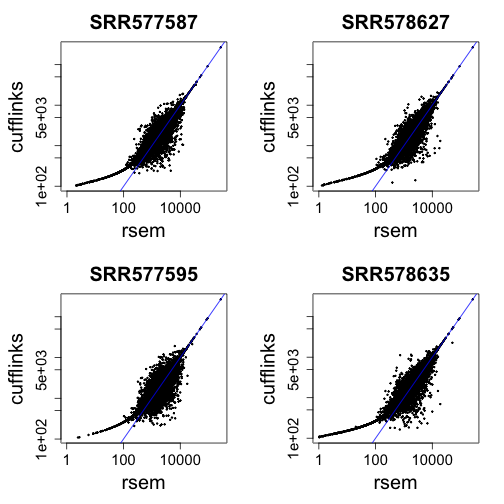 SRR577587
cufflinks
5e+03
1e+02
1 100 10000
rsem
SRR578627
cufflinks
5e+03
1e+02
1 100 10000
rsem
SRR577595
cufflinks
5e+03
1e+02
1 100 10000
rsem
SRR578635
cufflinks
5e+03
1e+02
1 100 10000
rsem